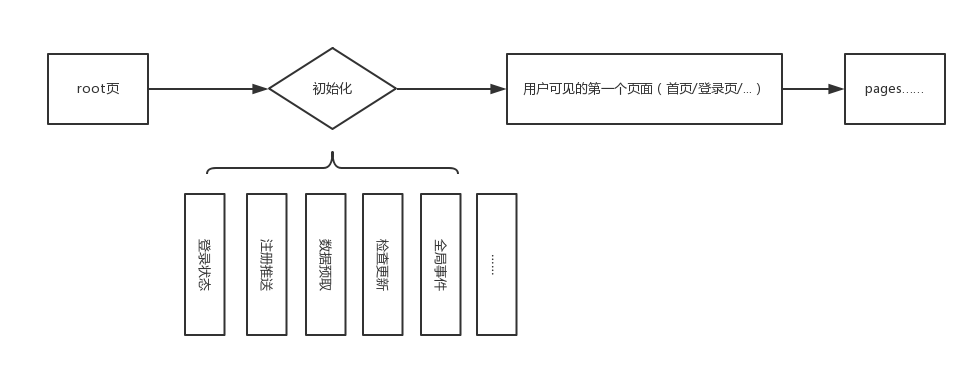 root页
初始化
用户可见的第一个页面（首页/登录页/...）
pages......
登录状态
注册推送
数据预取
检查更新
全局事件
......